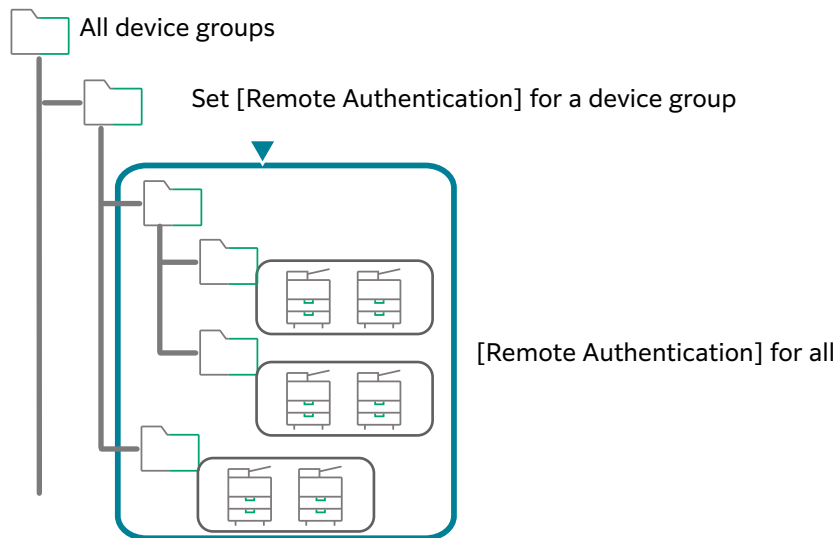 All device groups
Set [Remote Authentication] for a device group
[Remote Authentication] for all